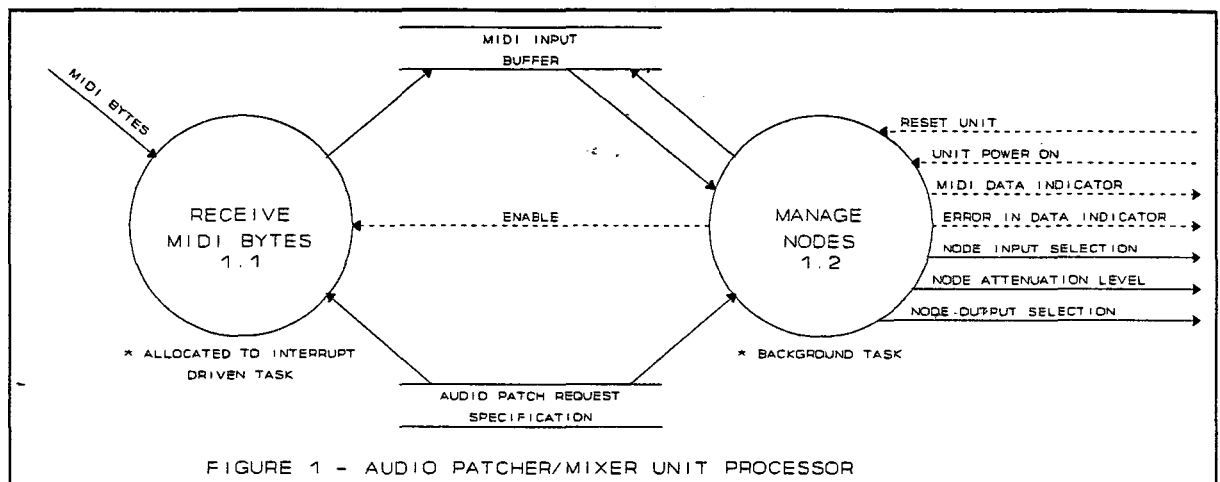 MIDI INPUT
BUFFER
MIDI BYTES
RESET UNIT
UNIT POWER ON
MIDI DATA INDICATOR
RECEIVE
MIDI BYTES
1.1
ENABLE
MANAGE
NODES
1.2
ERROR IN DATA INDICATOR
NODE INPUT SELECTION
NODE ATTENUATION LEVEL
NODE OUTPUT SELECTION
* ALLOCATED TO INTERRUPT
DRIVEN TASK
* BACKGROUND TASK
AUDIO PATCH REQUEST
SPECIFICATION
FIGURE 1 - AUDIO PATCHER/MIXER UNIT PROCESSOR